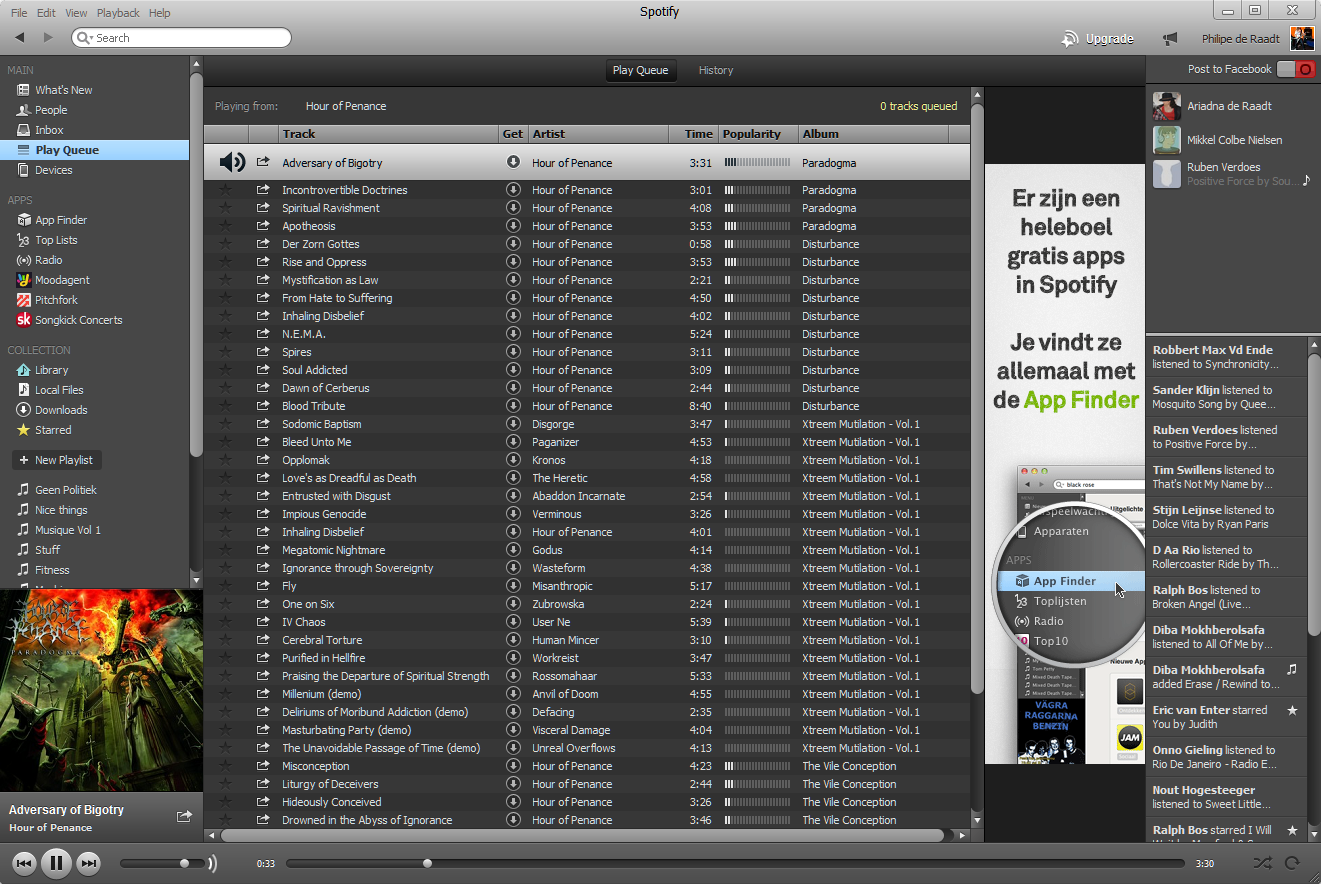 Spotify
File Edit View Playback Help
Search
Upgrade
Philipe de Raadt
MAIN
What's New
People
Inbox
Play Queue
Devices
APPS
App Finder
Top Lists
Radio
Moodagent
Pitchfork
Songkick Concerts
COLLECTION
Library
Local Files
Downloads
Starred
+ New Playlist
Geen Politiek
Nice things
Musique Vol 1
Stuff
Fitness
HOUR OF PENANCE
PARADOGMA
Adversary of Bigotry
Hour of Penance
Play Queue History
Playing from: Hour of Penance 0 tracks queued
Track Get Artist Time Popularity Album
Adversary of Bigotry Hour of Penance 3:31 Paradogma
Incontrovertible Doctrines Hour of Penance 3:01 Paradogma
Spiritual Ravishment Hour of Penance 4:08 Paradogma
Apotheosis Hour of Penance 3:53 Paradogma
Der Zorn Gottes Hour of Penance 0:58 Disturbance
Rise and Oppress Hour of Penance 3:53 Disturbance
Mystification as Law Hour of Penance 2:21 Disturbance
From Hate to Suffering Hour of Penance 4:50 Disturbance
Inhaling Disbelief Hour of Penance 4:02 Disturbance
N.E.M.A. Hour of Penance 5:24 Disturbance
Spires Hour of Penance 3:11 Disturbance
Soul Addicted Hour of Penance 3:09 Disturbance
Dawn of Cerberus Hour of Penance 2:44 Disturbance
Blood Tribute Hour of Penance 8:40 Disturbance
Sodomic Baptism Disgorge 3:47 Xtreem Mutilation - Vol. 1
Bleed Unto Me Paganizer 4:53 Xtreem Mutilation - Vol. 1
Opplomak Kronos 4:18 Xtreem Mutilation - Vol. 1
Love's as Dreadful as Death The Heretic 4:58 Xtreem Mutilation - Vol. 1
Entrusted with Disgust Abaddon Incarnate 2:54 Xtreem Mutilation - Vol. 1
Impious Genocide Verminous 3:26 Xtreem Mutilation - Vol. 1
Inhaling Disbelief Hour of Penance 4:01 Xtreem Mutilation - Vol. 1
Megatomic Nightmare Godus 4:14 Xtreem Mutilation - Vol. 1
Ignorance through Sovereignty Wasteform 4:38 Xtreem Mutilation - Vol. 1
Fly Misanthropic 5:17 Xtreem Mutilation - Vol. 1
One on Six Zubrowska 2:24 Xtreem Mutilation - Vol. 1
IV Chaos User Ne 5:39 Xtreem Mutilation - Vol. 1
Cerebral Torture Human Mincer 3:10 Xtreem Mutilation - Vol. 1
Purified in Hellfire Workreist 3:47 Xtreem Mutilation - Vol. 1
Praising the Departure of Spiritual Strength Rossomahaar 5:33 Xtreem Mutilation - Vol. 1
Millenium (demo) Anvil of Doom 4:55 Xtreem Mutilation - Vol. 1
Deliriums of Moribund Addiction (demo) Defacing 2:35 Xtreem Mutilation - Vol. 1
Masturbating Party (demo) Visceral Damage 4:04 Xtreem Mutilation - Vol. 1
The Unavoidable Passage of Time (demo) Unreal Overflows 4:13 Xtreem Mutilation - Vol. 1
Misconception Hour of Penance 4:23 The Vile Conception
Liturgy of Deceivers Hour of Penance 2:44 The Vile Conception
Hideously Conceived Hour of Penance 3:26 The Vile Conception
Drowned in the Abyss of Ignorance Hour of Penance 3:46 The Vile Conception
Er zijn een
heleboel
gratis apps
in Spotify
Je vindt ze
allemaal met
de App Finder
black rose
Apparaten
APPS
App Finder
Toplijsten
Radio
Top10
Nieuwe App
VÄGRA
RAGGARNA
BENZIN
JAM
Post to Facebook
Ariadna de Raadt
Mikkel Colbe Nielsen
Ruben Verdoes
Positive Force by Sou...
Robbert Max Vd Ende
listened to Synchronicity...
Sander Klijn listened to
Mosquito Song by Quee...
Ruben Verdoes listened
to Positive Force by...
Tim Swillens listened to
That's Not My Name by...
Stijn Leijnse listened to
Dolce Vita by Ryan Paris
D Aa Rio listened to
Rollercoaster Ride by Th...
Ralph Bos listened to
Broken Angel (Live...
Diba Mokhberolsafa
listened to All Of Me by...
Diba Mokhberolsafa
added Erase / Rewind to...
Eric van Enter starred
You by Judith
Onno Gieling listened to
Rio De Janeiro - Radio E...
Nout Hogesteeger
listened to Sweet Little...
Ralph Bos starred I Will
0:33 3:30